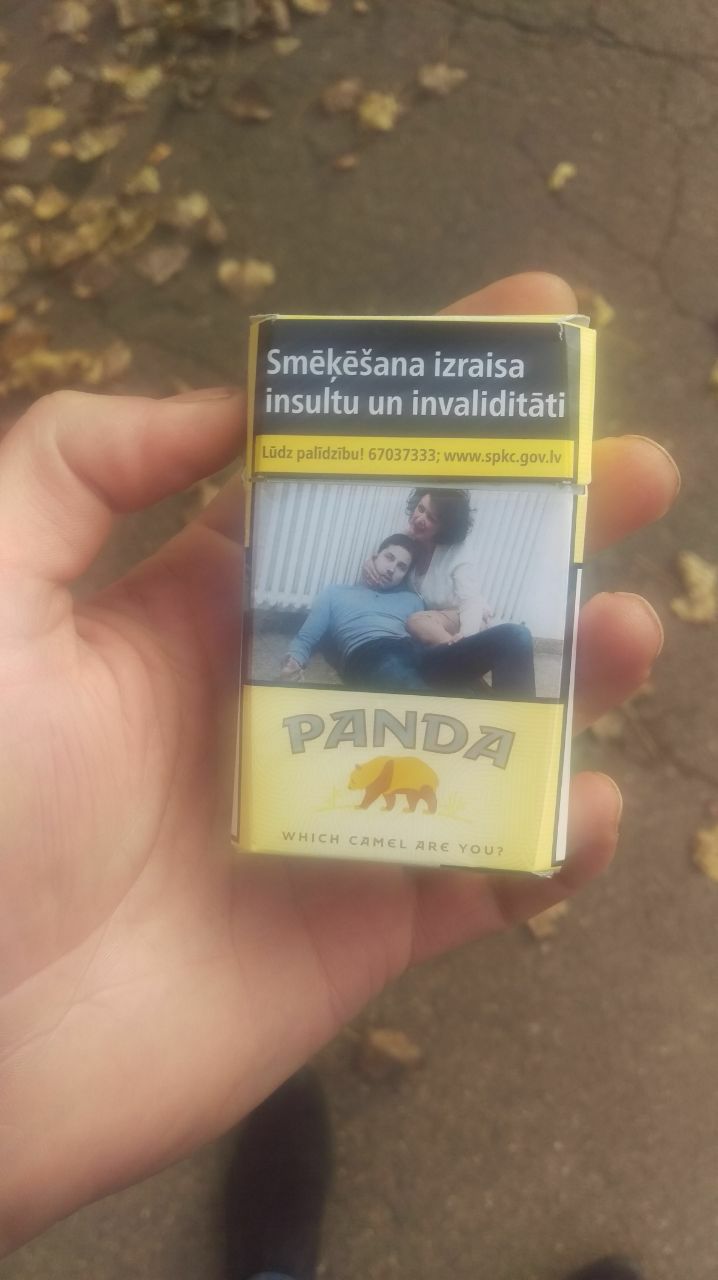 Smēķēšana izraisa
insultu un invaliditāti
Lūdz palīdzību! 67037333; www.spkc.gov.lv
PANDA
WHICH CAMEL ARE YOU?